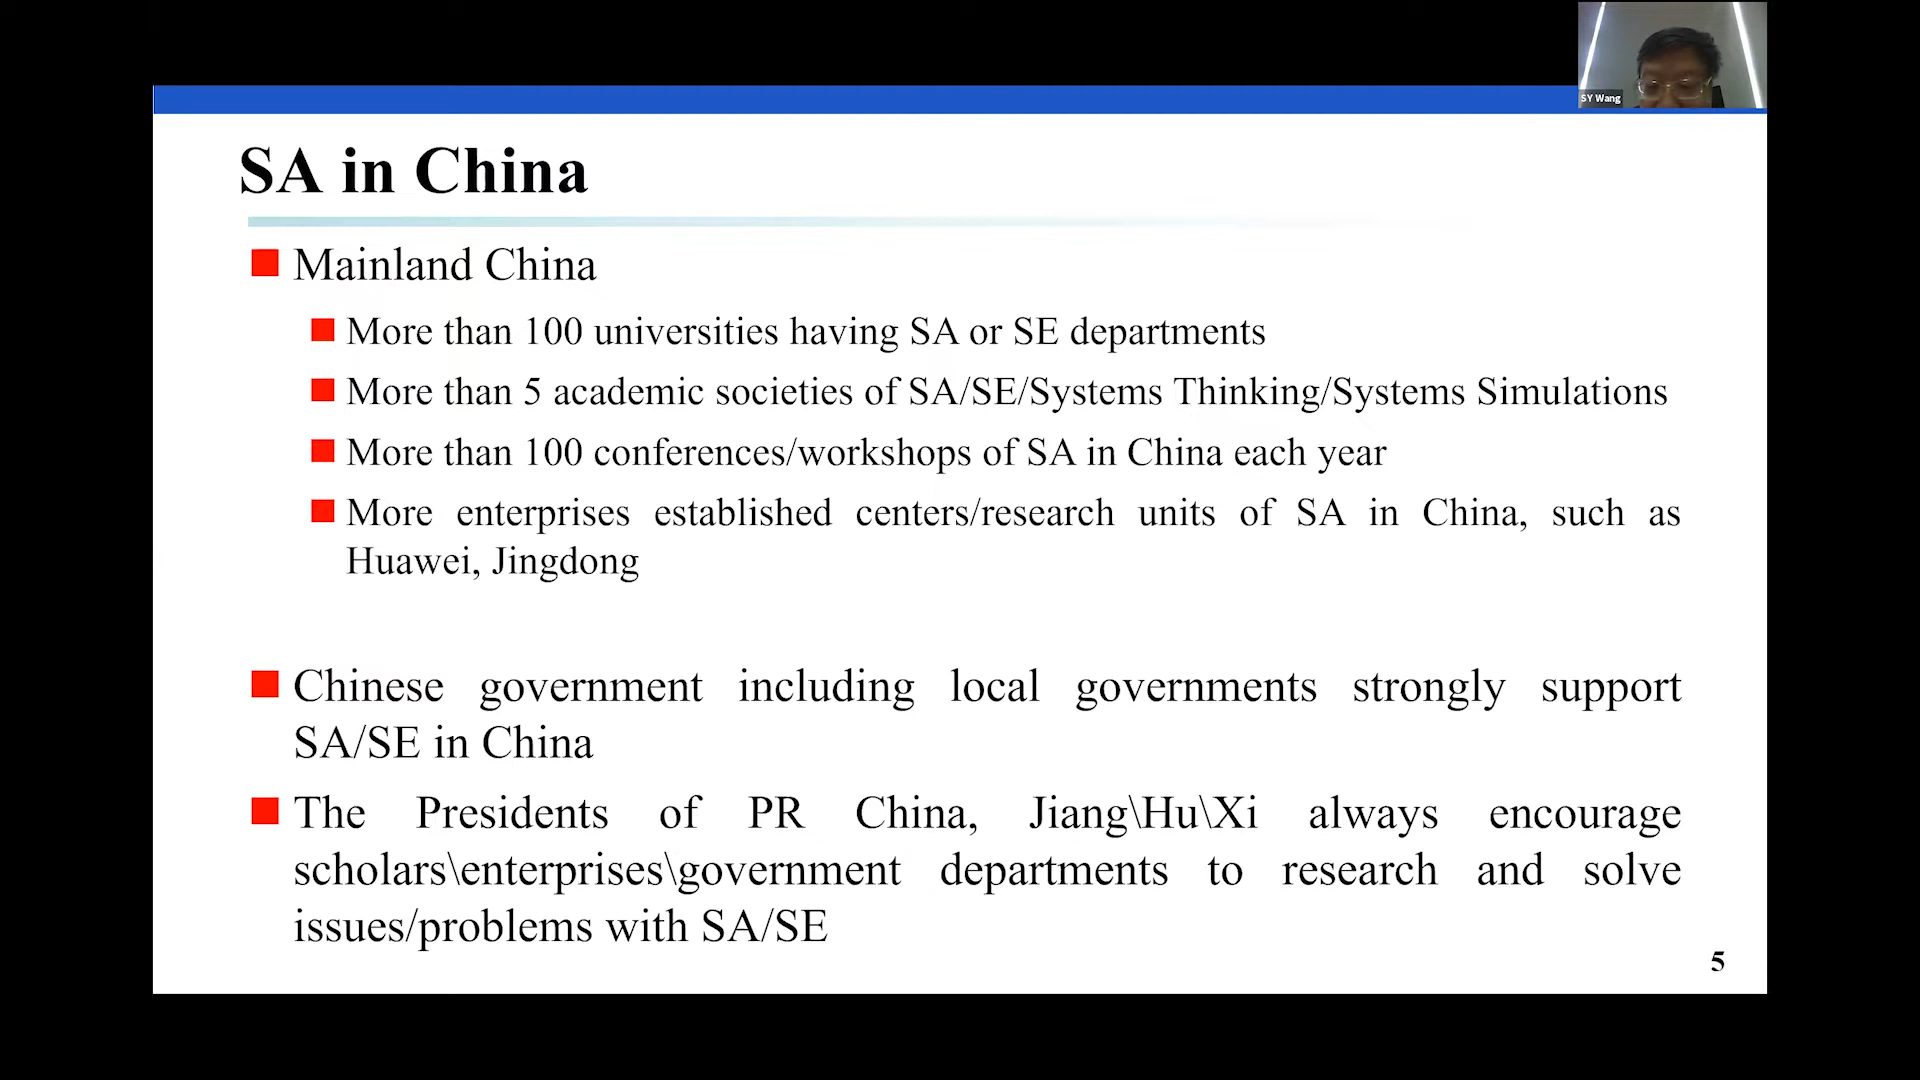 SY Wang
SA in China
Mainland China
More than 100 universities having SA or SE departments
More than 5 academic societies of SA/SE/Systems Thinking/Systems Simulations
More than 100 conferences/workshops of SA in China each year
More enterprises established centers/research units of SA in China, such as
Huawei, Jingdong
Chinese government including local governments strongly support
SA/SE in China
The Presidents of PR China, Jiang\Hu\Xi always encourage
scholars\enterprises\government departments to research and solve
issues/problems with SA/SE
5